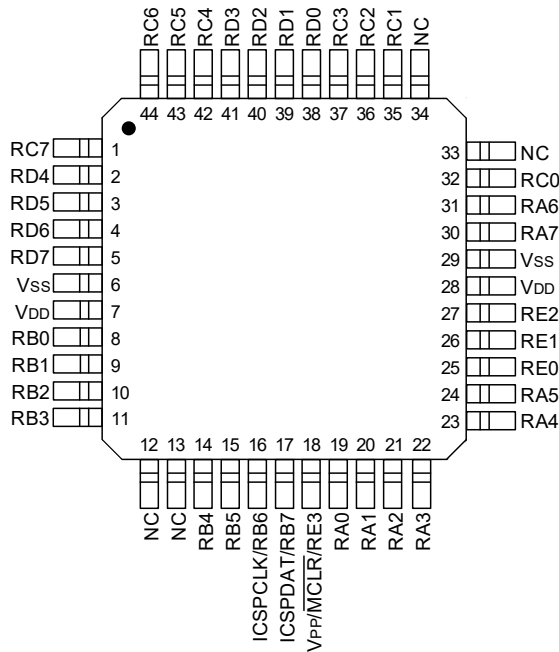 RC6
RC5
RC4
RD3
RD2
RD1
RD0
RC3
RC2
RC1
NC
44
43
42
41
40
39
38
37
36
35
34
RC7
1
RD4
2
RD5
3
RD6
4
RD7
5
VSS
6
VDD
7
RB0
8
RB1
9
RB2
10
RB3
11
33
NC
32
RC0
31
RA6
30
RA7
29
VSS
28
VDD
27
RE2
26
RE1
25
RE0
24
RA5
23
RA4
12
13
14
15
16
17
18
19
20
21
22
NC
NC
RB4
RB5
ICSPCLK/RB6
ICSPDAT/RB7
VPP/MCLR/RE3
RA0
RA1
RA2
RA3